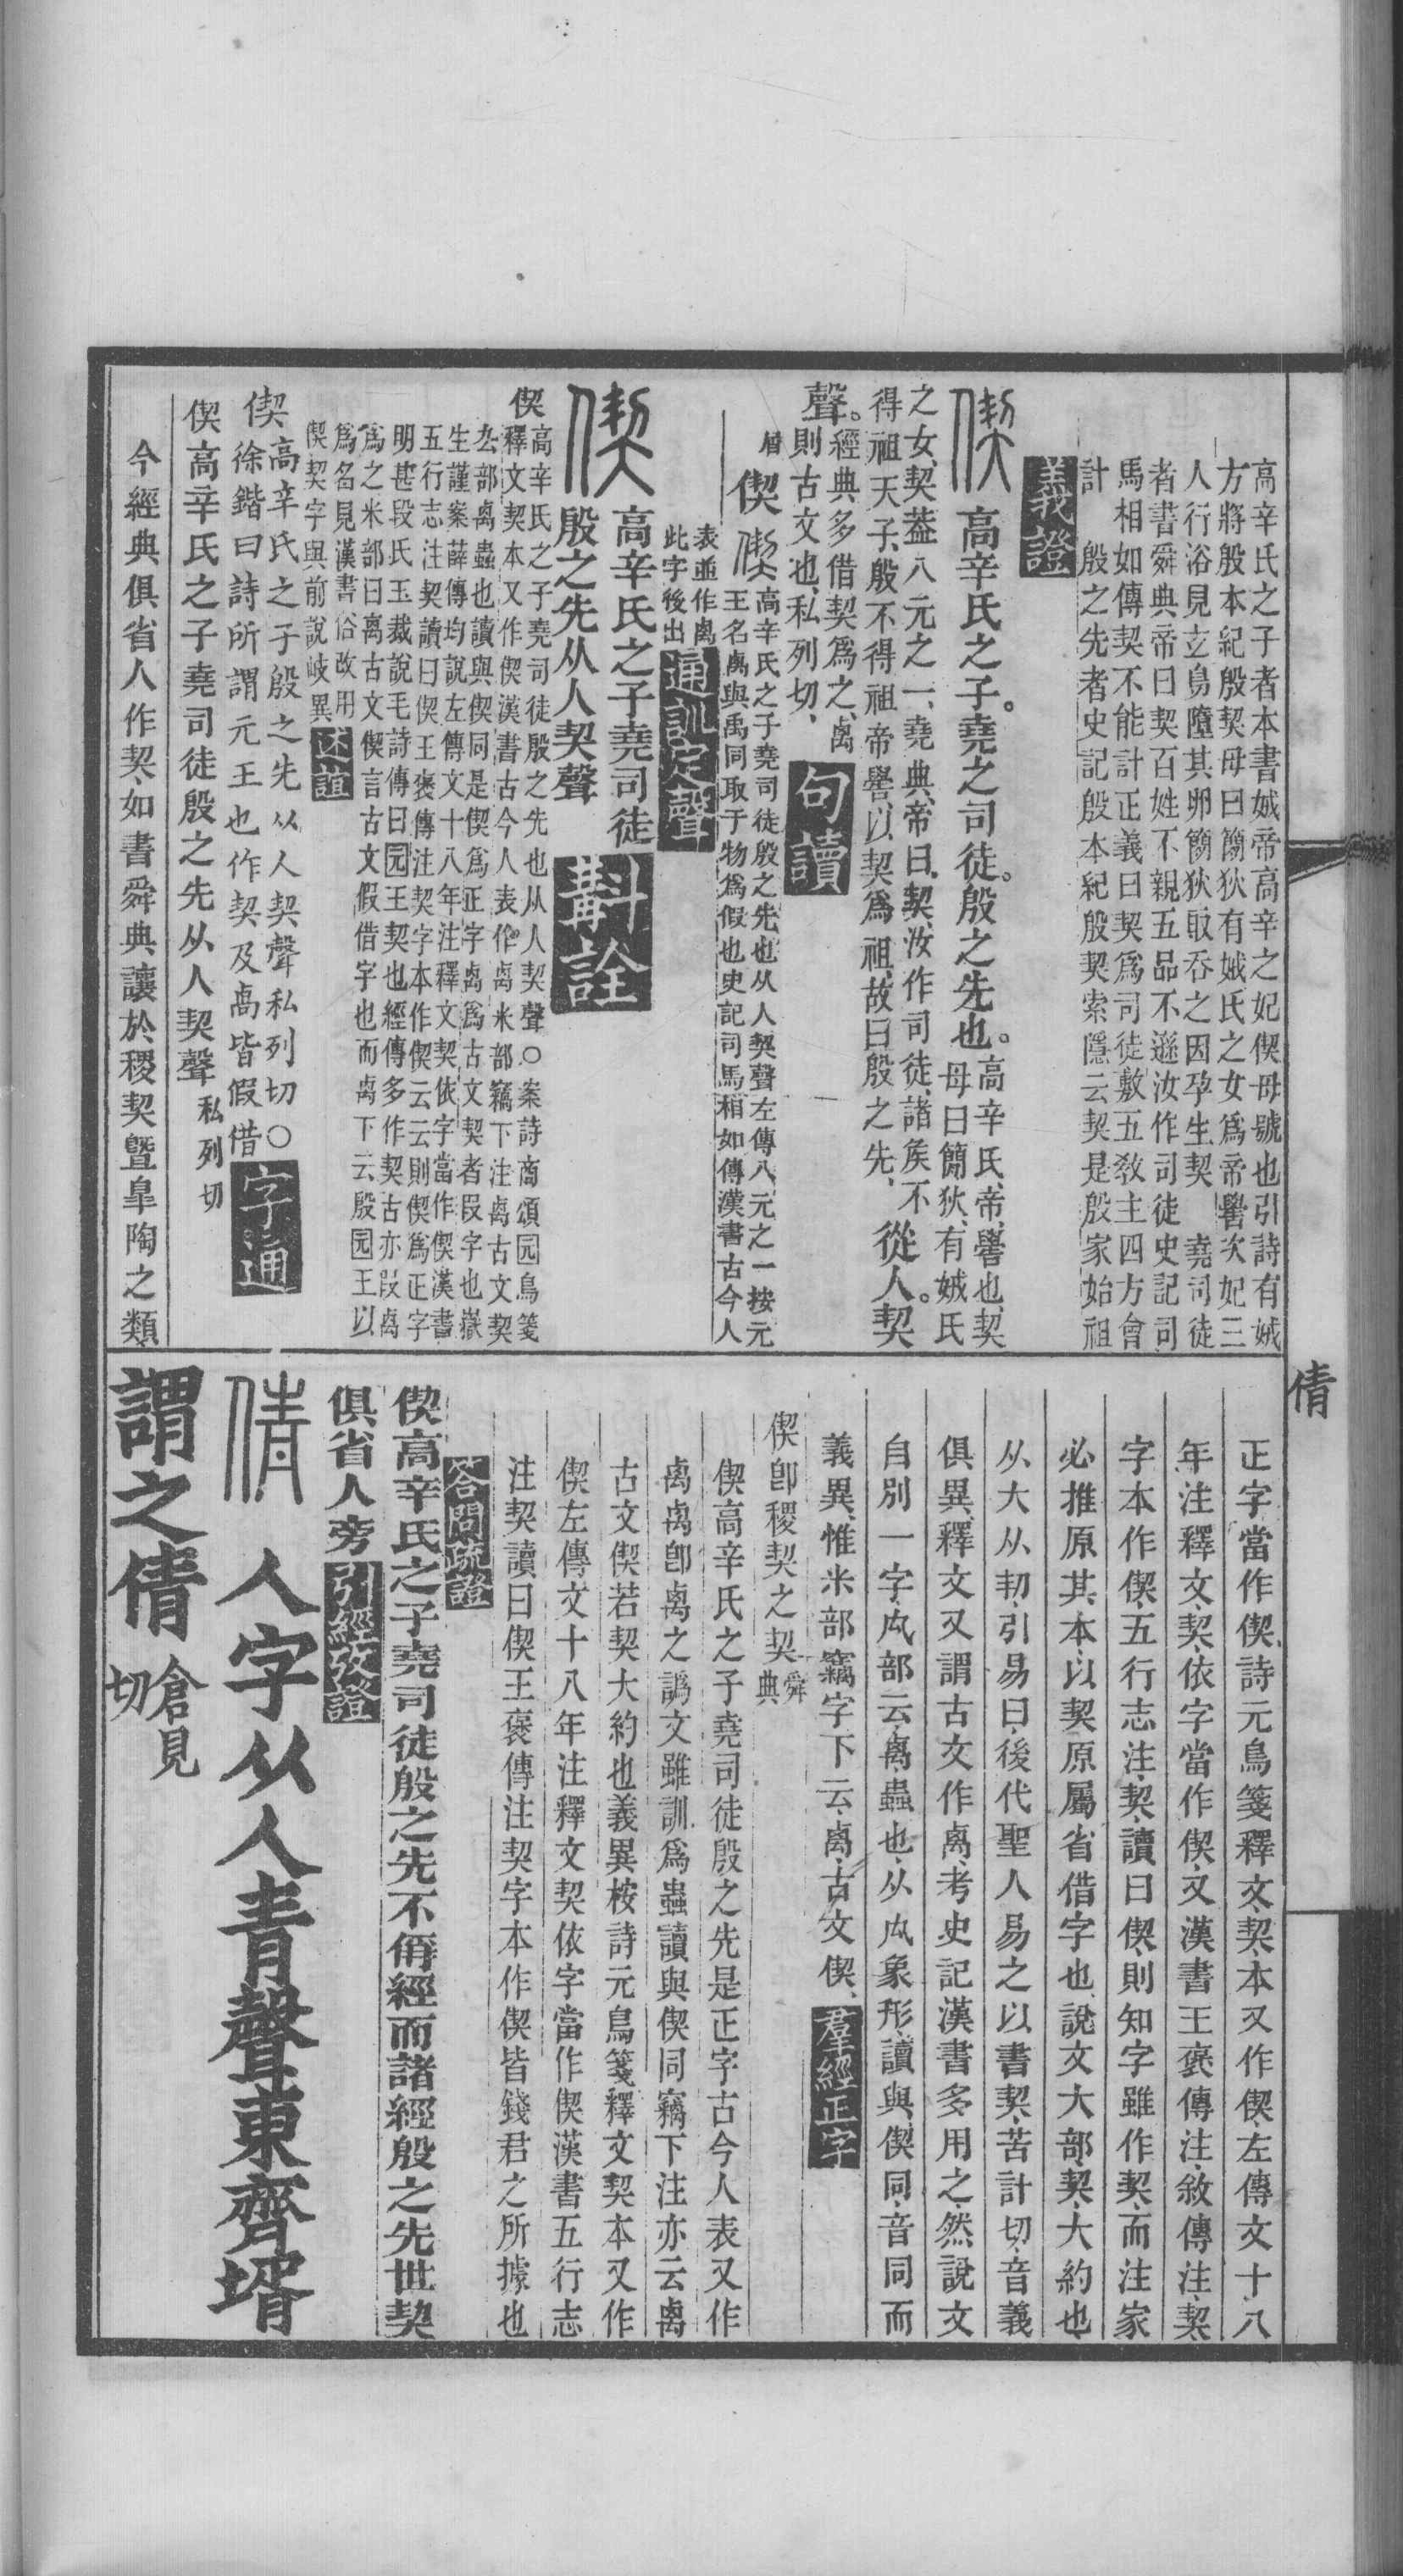 高辛氏之子者本書娀帝高辛之妃偰母號也引詩有娀
方將殷本紀殷契母曰𥳑狄有娀氏之女爲帝嚳次妃三
人行浴見玄鳥墮其卵𥳑狄取吞之因孕生契　堯司徒
者書舜典帝曰契百姓不親五品不遜汝作司徒史記司
馬相如傳契不能計正義曰契爲司徒敷五敎主四方會
計　殷之先者史記殷本紀殷契索隱云契是殷家始祖
義證
偰高辛氏之子。堯之司徒。殷之先也。高辛氏、帝嚳也、契
母曰簡狄、有娀氏
之女、契葢八元之一、堯典、帝曰、契、汝作司徒、諸矦不
得祖天子、殷不得祖帝嚳、以契爲祖、故曰殷之先、從人。契
聲。經典多借契爲之、禼
則古文也、私列切、句讀
偰偰高辛氏之子堯司徒殷之先也从人契聲左傳八元之一按元
王名禼與禹同取于物爲假也史記司馬相如傳漢書古今人
表並作禼
此字後出通訓定聲
偰高辛氏之子堯司徒
殷之先从人契聲斠詮
偰高辛氏之子堯司徒殷之先也从人契聲○案詩商頌玄鳥箋
釋文契本又作偰漢書古今人表作禼米部竊下注禼古文契
厹部禼蟲也讀與偰同是偰爲正字禼爲古文契者叚字也嶽
生謹案薛傳均說左傳文十八年注釋文契依字當作偰漢書
五行志注契讀曰偰王褒傳注契字本作偰云云則偰爲正字
明甚段氏玉裁說毛詩傳曰玄王契也經傳多作契古亦叚禼
爲之米部曰禼古文偰言古文假借字也而禼下云殷玄王以
爲名見漢書俗改用
偰契字與前說岐異述誼
偰高辛氏之子殷之先从人契聲私列切○
徐鍇曰詩所謂元王也作契及禼皆假借字通
偰高辛氏之子堯司徒殷之先从人契聲私列切
今經典俱省人作契、如書舜典讓於稷契曁皐陶之類、
正字當作偰、詩元鳥箋釋文、契、本又作偰、左傳文十八
年注釋文、契、依字當作偰、又漢書王褒傳注、敘傳注、契、
字本作偰、五行志注、契、讀曰偰、則知字雖作契、而注家
必推原其本、以契原屬省借字也、說文大部、契、大約也、
从大从㓞、引易曰、後代聖人易之以書契、苦計切、音義
俱異、釋文又謂古文作禼、考史記漢書多用之、然說文
自別一字、厹部云、禼、蟲也、从厹象形、讀與偰同、音同而
義異、惟米部竊字下云、禼、古文偰、羣經正字
偰卽稷契之契舜典
偰高辛氏之子堯司徒殷之先是正字古今人表又作
禼禼卽禼之譌文雖訓爲蟲讀與偰同竊下注亦云禼
古文偰若契大約也義異桉詩元鳥箋釋文契本又作
偰左傳文十八年注釋文契依字當作偰漢書五行志
注契讀曰偰王褒傳注契字本作偰皆錢君之所據也
答問疏證
偰高辛氏之子堯司徒殷之先不偁經而諸經殷之先世契
俱省人旁引經攷證
倩人字从人青聲東齊壻
謂之倩倉見切
倩